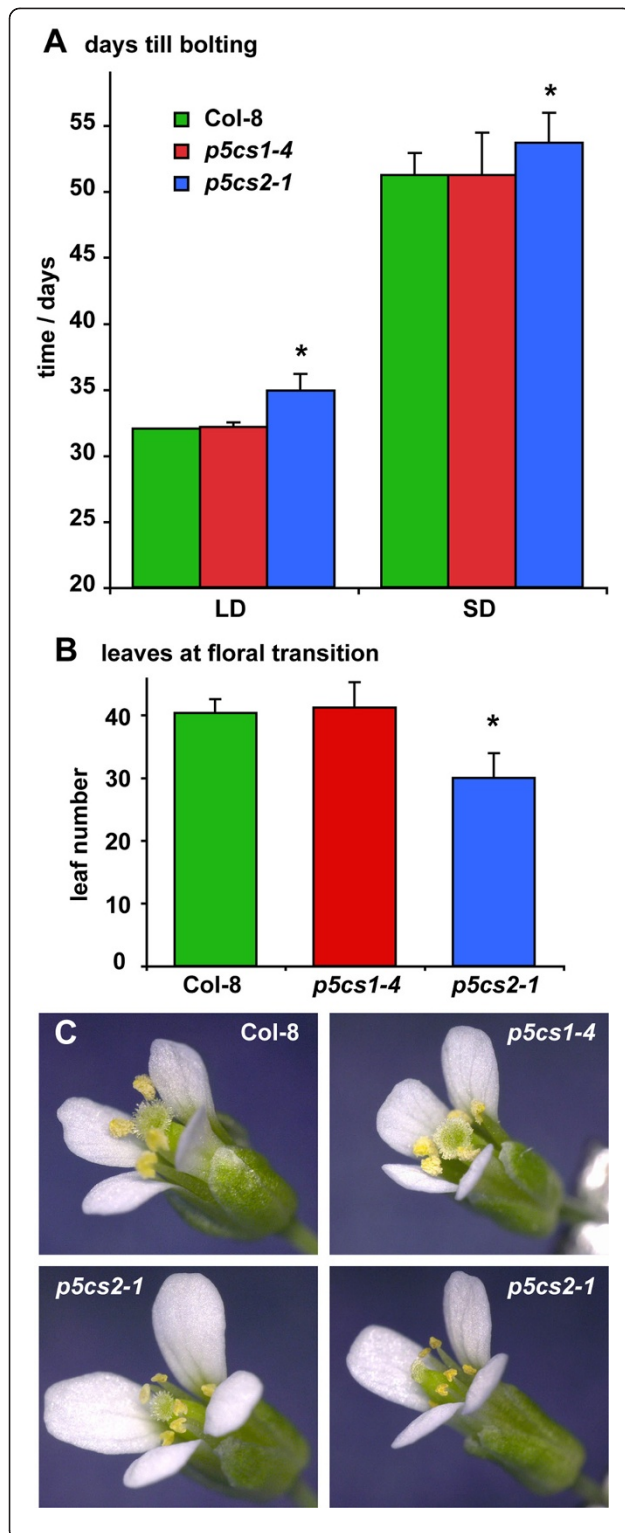 A days till bolting
Col-8
p5cs1-4
p5cs2-1
*
*
time / days
55
50
45
40
35
30
25
20
LD
SD
B leaves at floral transition
*
leaf number
40
30
20
10
0
Col-8
p5cs1-4
p5cs2-1
C
Col-8
p5cs1-4
p5cs2-1
p5cs2-1